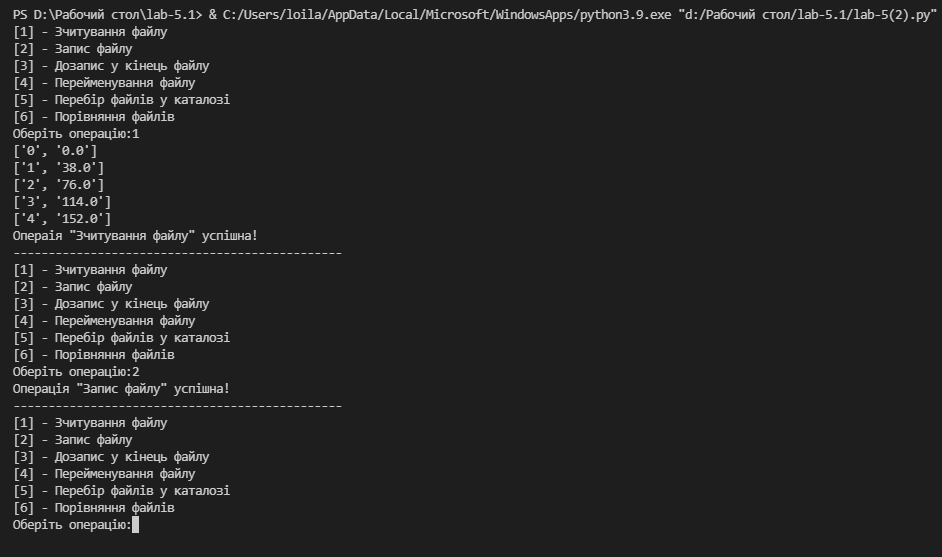 PS D:\Рабочий стол\lab-5.1> & C:/Users/loila/AppData/Local/Microsoft/WindowsApps/python3.9.exe "d:/Рабочий стол/lab-5.1/lab-5(2).py"
[1] - Зчитування файлу
[2] - Запис файлу
[3] - Дозапис у кінець файлу
[4] - Перейменування файлу
[5] - Перебір файлів у каталозі
[6] - Порівняння файлів
Оберіть операцію:1
['0', '0.0']
['1', '38.0']
['2', '76.0']
['3', '114.0']
['4', '152.0']
Операія "Зчитування файлу" успішна!
-----------------------------------------------
[1] - Зчитування файлу
[2] - Запис файлу
[3] - Дозапис у кінець файлу
[4] - Перейменування файлу
[5] - Перебір файлів у каталозі
[6] - Порівняння файлів
Оберіть операцію:2
Операція "Запис файлу" успішна!
-----------------------------------------------
[1] - Зчитування файлу
[2] - Запис файлу
[3] - Дозапис у кінець файлу
[4] - Перейменування файлу
[5] - Перебір файлів у каталозі
[6] - Порівняння файлів
Оберіть операцію: